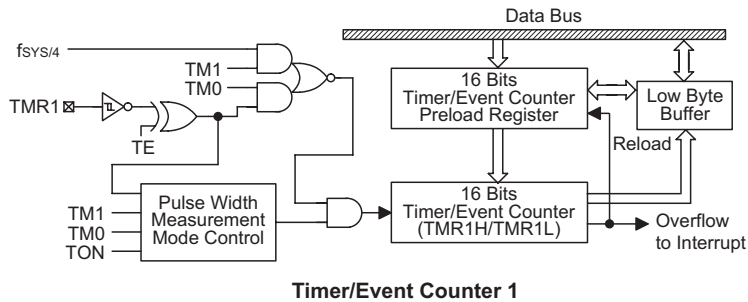 Data Bus
fSYS/4
TM1
TM0
TMR1
TE
16 Bits
Timer/Event Counter
Preload Register
Low Byte
Buffer
Reload
TM1
TM0
TON
Pulse Width
Measurement
Mode Control
16 Bits
Timer/Event Counter
(TMR1H/TMR1L)
Overflow
to Interrupt
Timer/Event Counter 1